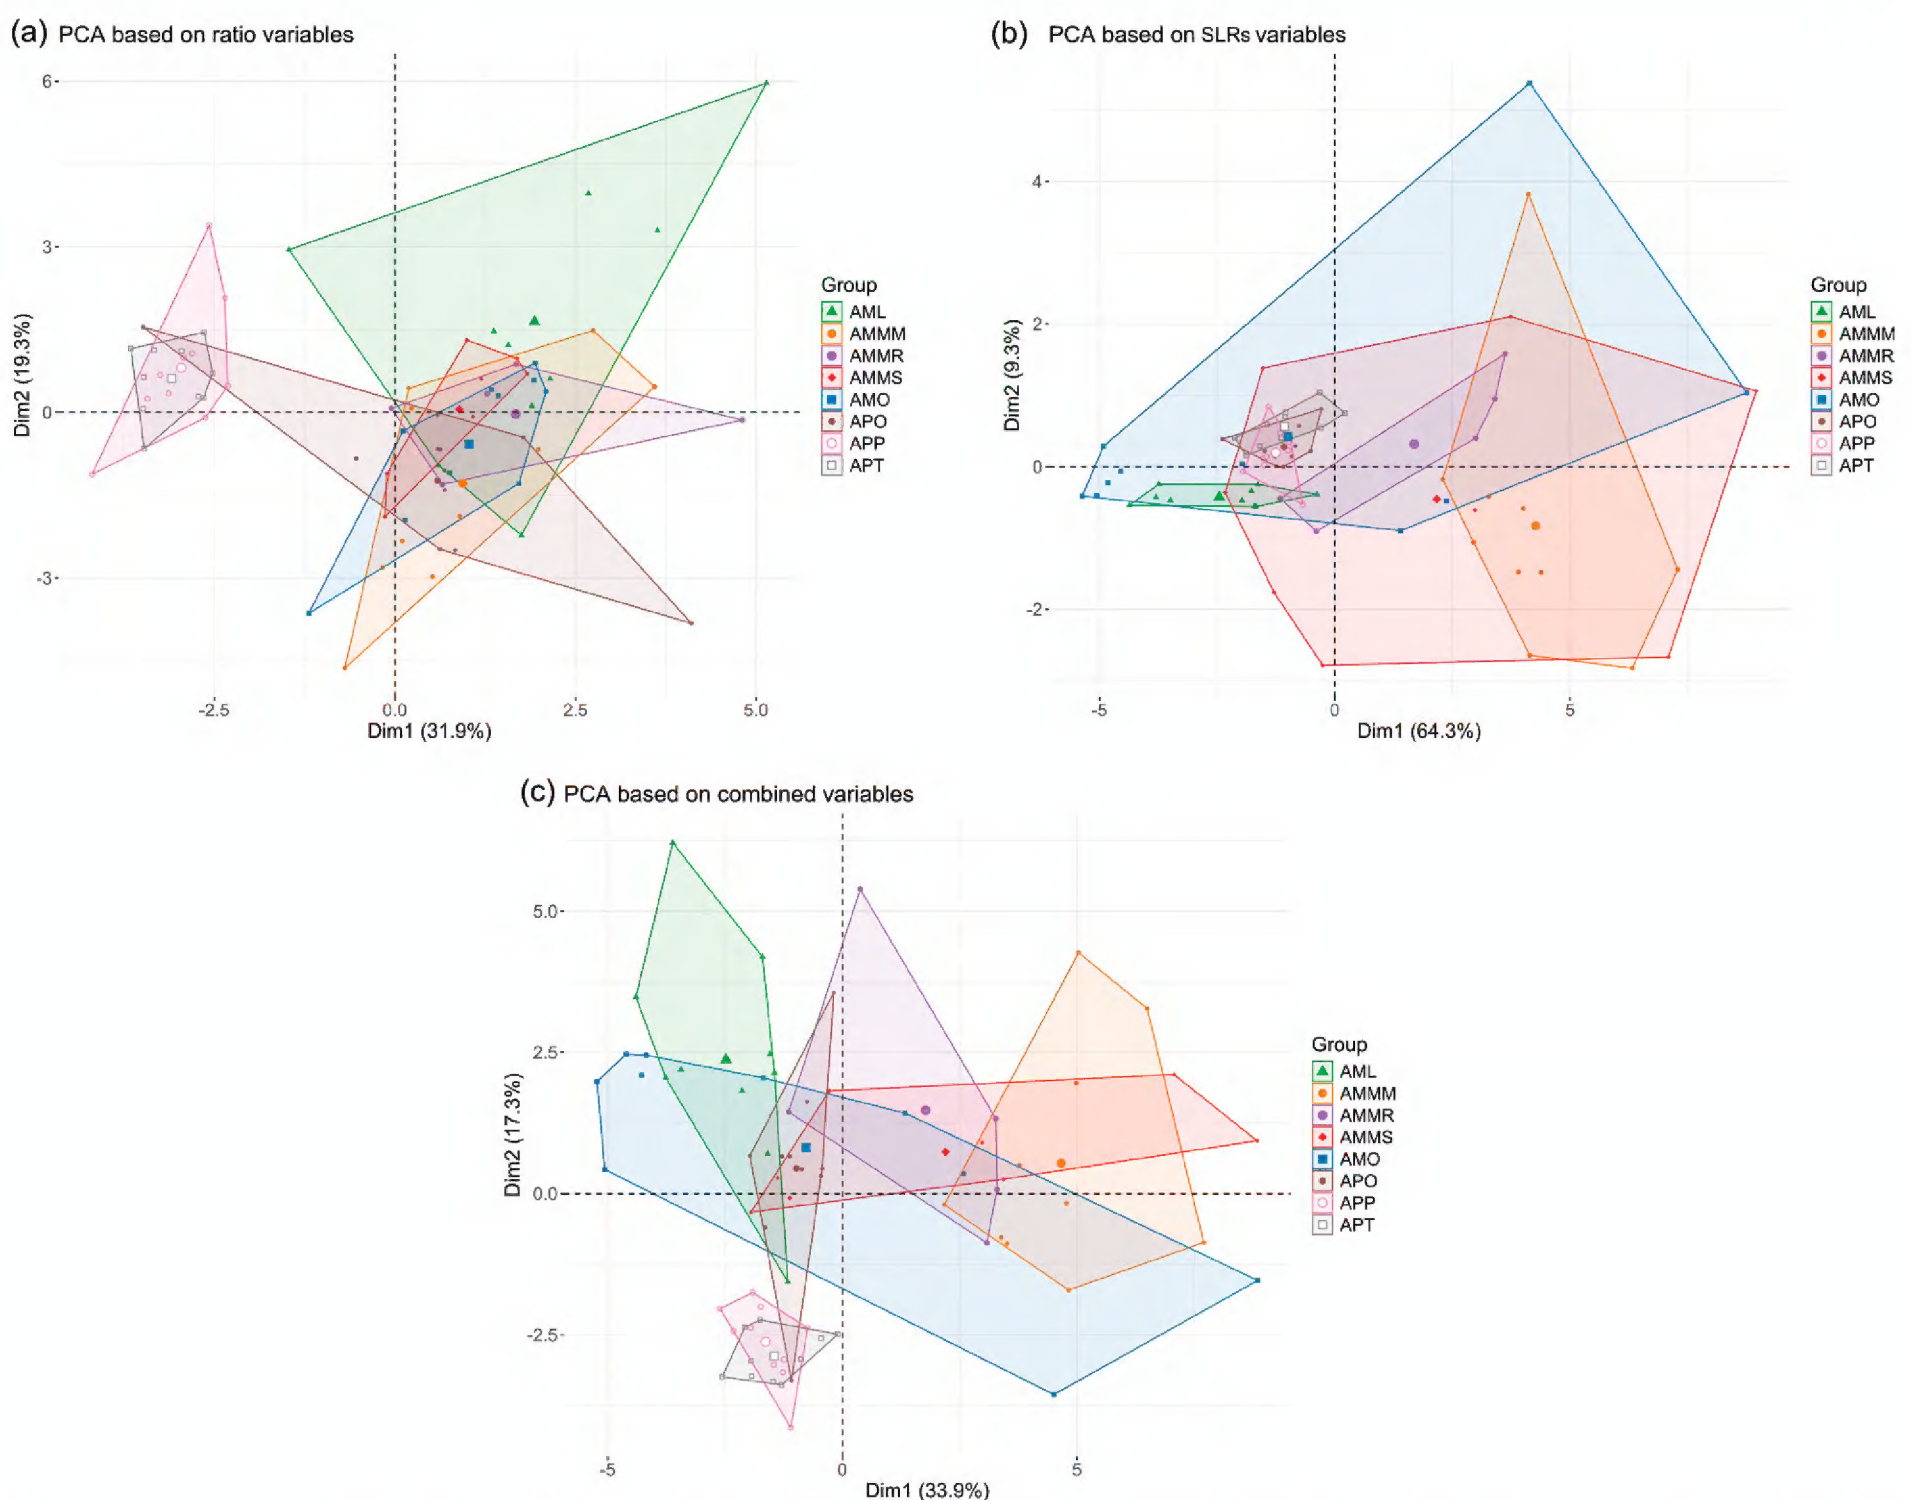 (a) PCA based on ratio variables
6
3
0
-3
Dim2 (19.3%)
-2.5
0.0
2.5
5.0
Dim1 (31.9%)
Group
AML
AMMM
AMMR
AMMS
AMO
APO
APP
APT
(b) PCA based on SLRs variables
4
2
0
-2
Dim2 (9.3%)
-5
0
5
Dim1 (64.3%)
Group
AML
AMMM
AMMR
AMMS
AMO
APO
APP
APT
(c) PCA based on combined variables
5.0
2.5
0.0
-2.5
Dim2 (17.3%)
-5
0
5
Dim1 (33.9%)
Group
AML
AMMM
AMMR
AMMS
AMO
APO
APP
APT